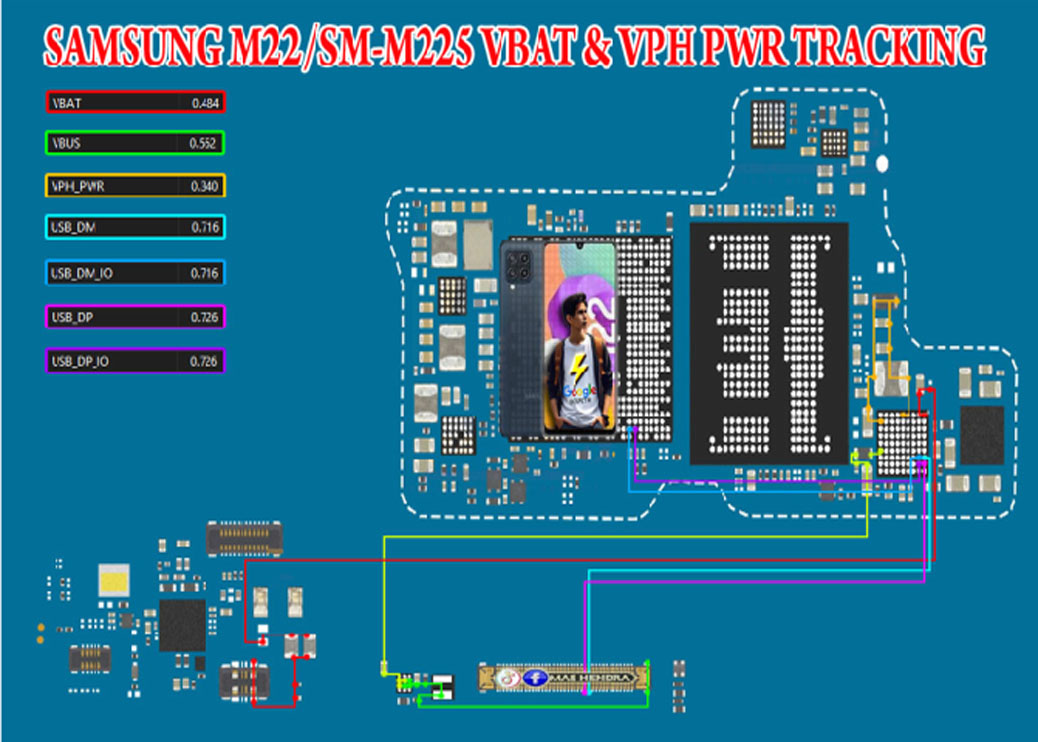 SAMSUNG M22/SM-M225 VBAT & VPH PWR TRACKING
VBAT 0.484
VBUS 0.552
VPH_PWR 0.340
USB_DM 0.716
USB_DM_IO 0.716
USB_DP 0.726
USB_DP_IO 0.726
Google
MAS HENDRA